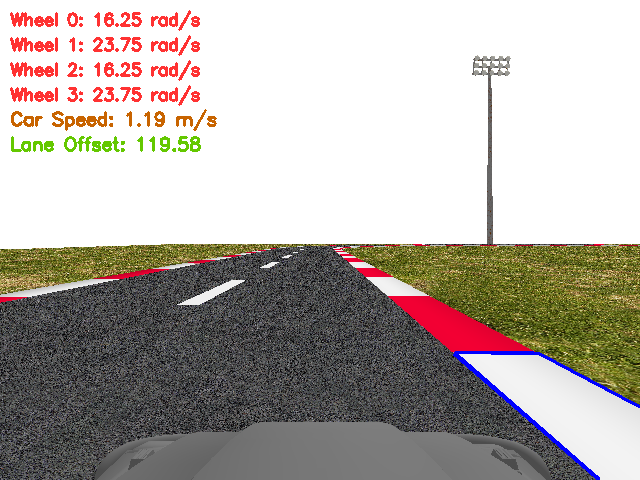 Wheel 0: 16.25 rad/s
Wheel 1: 23.75 rad/s
Wheel 2: 16.25 rad/s
Wheel 3: 23.75 rad/s
Car Speed: 1.19 m/s
Lane Offset: 119.58